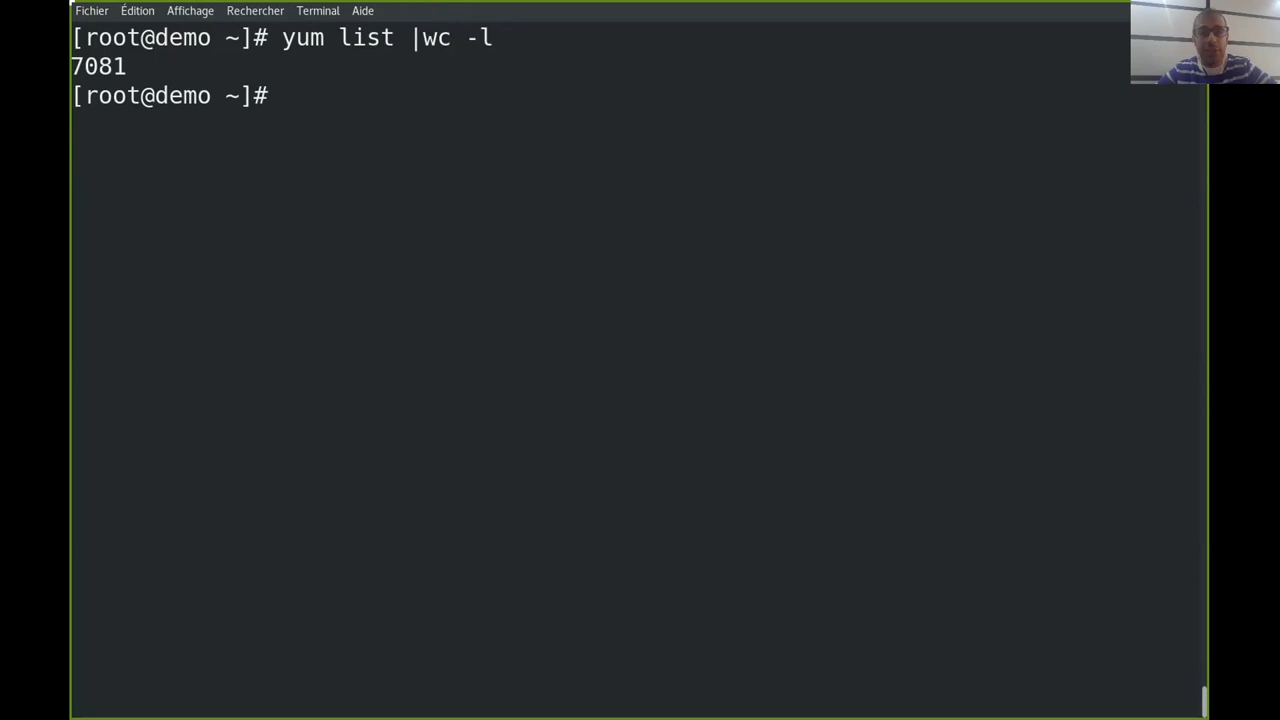 Fichier Édition Affichage Rechercher Terminal Aide
[root@demo ~]# yum list |wc -l
7081
[root@demo ~]#